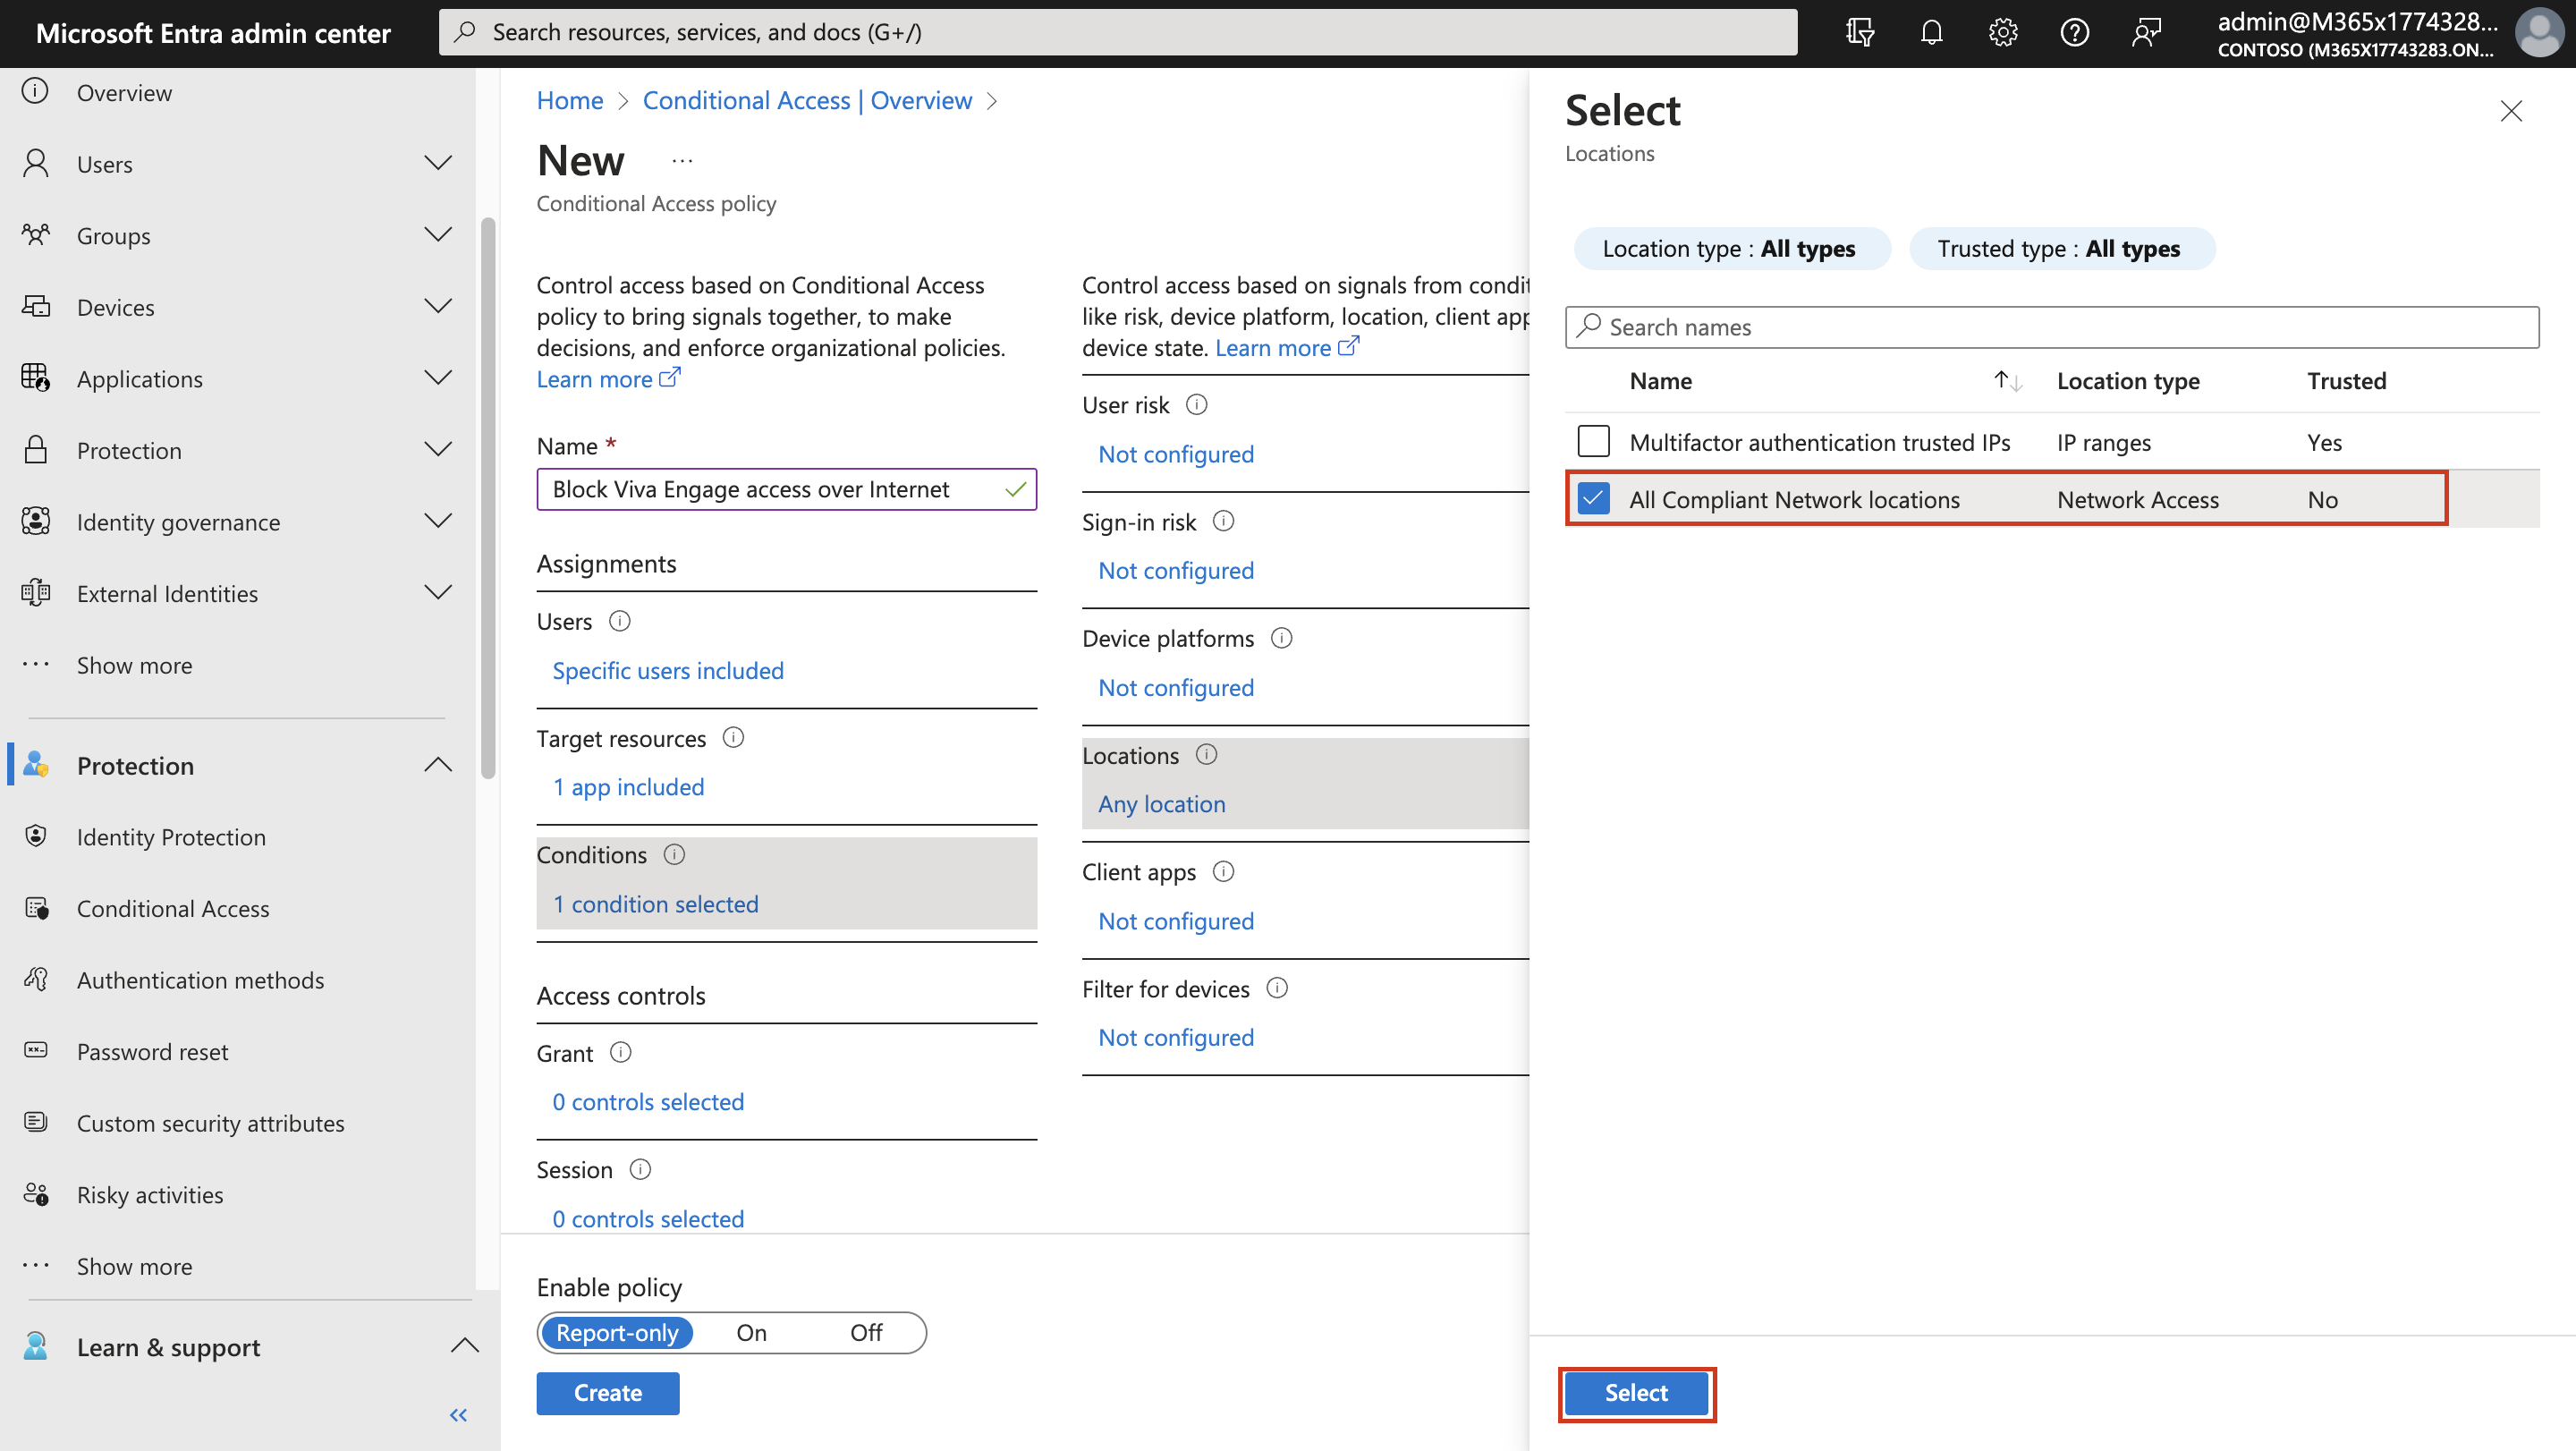 Microsoft Entra admin center
Search resources, services, and docs (G+/)
admin@M365x1774328...
CONTOSO (M365X17743283.ON...
Overview
Users
Groups
Devices
Applications
Protection
Identity governance
External Identities
Show more
Protection
Identity Protection
Conditional Access
Authentication methods
Password reset
Custom security attributes
Risky activities
Show more
Learn & support
Home > Conditional Access | Overview >
New ...
Conditional Access policy
Control access based on Conditional Access
policy to bring signals together, to make
decisions, and enforce organizational policies.
Learn more
Name *
Block Viva Engage access over Internet
Assignments
Users
Specific users included
Target resources
1 app included
Conditions
1 condition selected
Access controls
Grant
0 controls selected
Session
0 controls selected
Enable policy
Report-only On Off
Create
Control access based on signals from condit
like risk, device platform, location, client app
device state. Learn more
User risk
Not configured
Sign-in risk
Not configured
Device platforms
Not configured
Locations
Any location
Client apps
Not configured
Filter for devices
Not configured
Select
Locations
Location type : All types
Trusted type : All types
Search names
Name Location type Trusted
Multifactor authentication trusted IPs IP ranges Yes
All Compliant Network locations Network Access No
Select